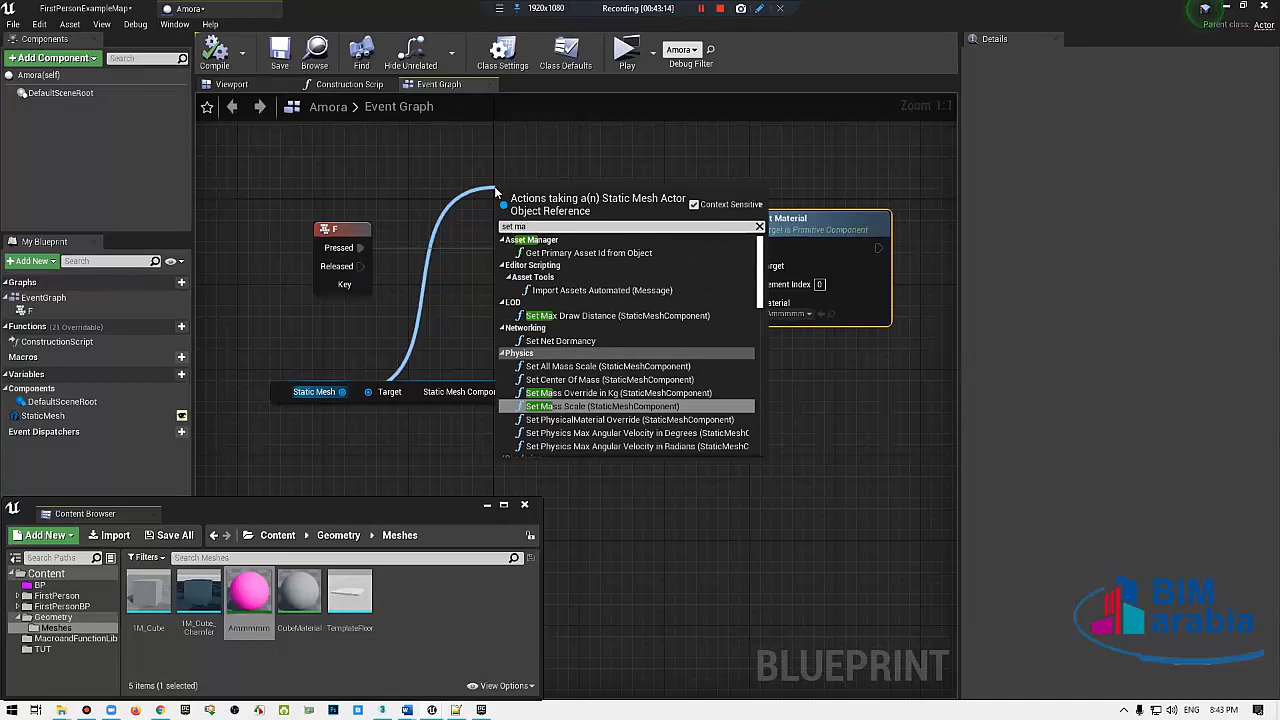 FirstPersonExampleMap•
Amora•
1920x1080
Recording [00:43:14]
Parent class:
Actor
File Edit Asset View Debug Window Help
Components
Add Component
Search
Amora(self)
DefaultSceneRoot
Compile
Save
Browse
Find
Hide Unrelated
Class Settings
Class Defaults
Play
Amora
Debug Filter
Details
Viewport
Construction Scrip
Event Graph
Amora > Event Graph
Zoom 1:1
F
Pressed
Released
Key
Static Mesh
Target
Static Mesh Compo
Actions taking a(n) Static Mesh Actor
Object Reference
Context Sensitive
set ma
Asset Manager
Get Primary Asset Id from Object
Editor Scripting
Asset Tools
Import Assets Automated (Message)
LOD
Set Max Draw Distance (StaticMeshComponent)
Networking
Set Net Dormancy
Physics
Set All Mass Scale (StaticMeshComponent)
Set Center Of Mass (StaticMeshComponent)
Set Mass Override in Kg (StaticMeshComponent)
Set Mass Scale (StaticMeshComponent)
Set PhysicalMaterial Override (StaticMeshComponent)
Set Physics Max Angular Velocity in Degrees (StaticMeshC
Set Physics Max Angular Velocity in Radians (StaticMeshC
t Material
rget is Primitive Component
arget
ement Index 0
aterial
Ammmmm
My Blueprint
Add New
Search
Graphs
EventGraph
F
Functions (21 Overridable)
ConstructionScript
Macros
Variables
Components
DefaultSceneRoot
StaticMesh
Event Dispatchers
Content Browser
Add New
Import
Save All
Content
Geometry
Meshes
Search Paths
Filters
Search Meshes
Content
BP
FirstPerson
FirstPersonBP
Geometry
Meshes
MacroandFunctionLib
TUT
1M_Cube
1M_Cube_
Chamfer
Ammmmm
CubeMaterial
TemplateFloor
5 items (1 selected)
View Options
BIM
arabia
BLUEPRINT
8:43 PM